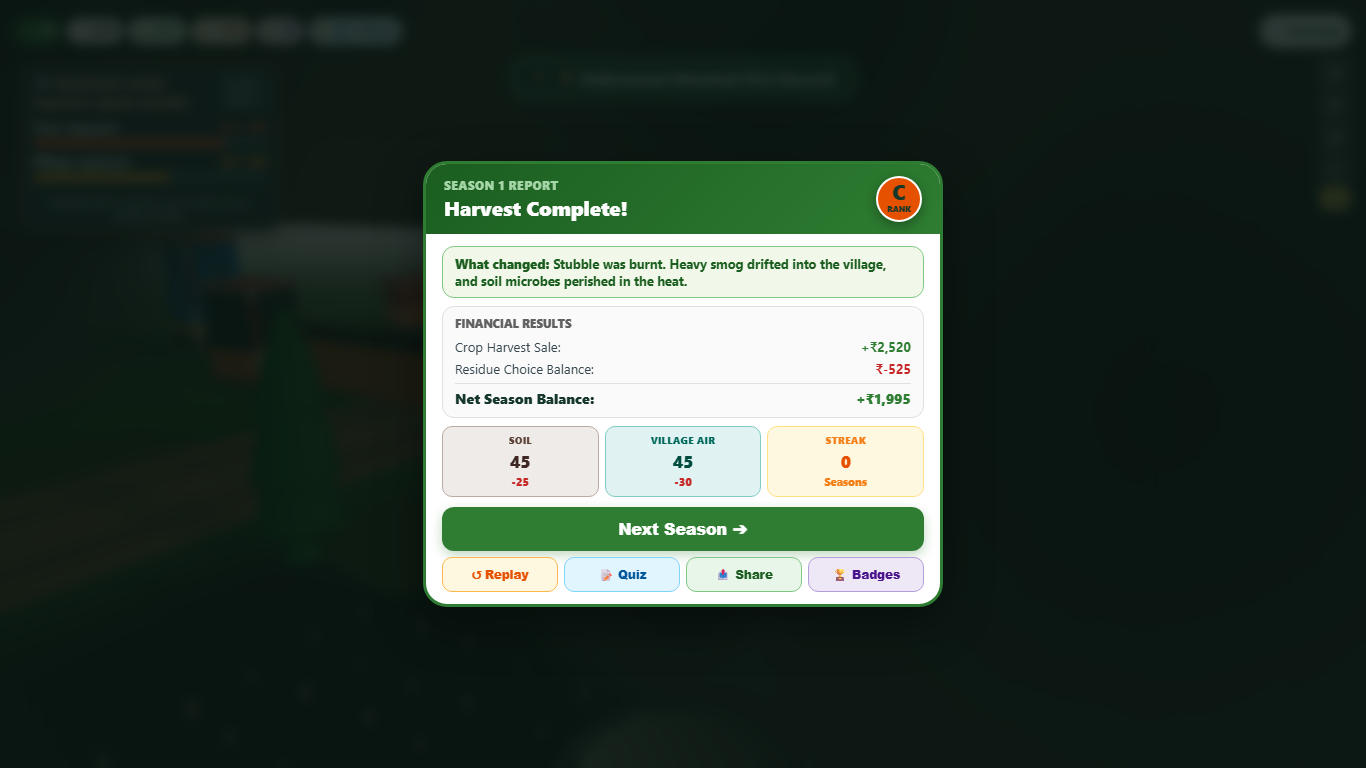 SEASON 1 REPORT
Harvest Complete!
C
RANK
What changed: Stubble was burnt. Heavy smog drifted into the village,
and soil microbes perished in the heat.
FINANCIAL RESULTS
Crop Harvest Sale: +₹2,520
Residue Choice Balance: ₹-525
Net Season Balance: +₹1,995
SOIL
45
-25
VILLAGE AIR
45
-30
STREAK
0
Seasons
Next Season ➔
↺ Replay
📝 Quiz
📤 Share
🏆 Badges